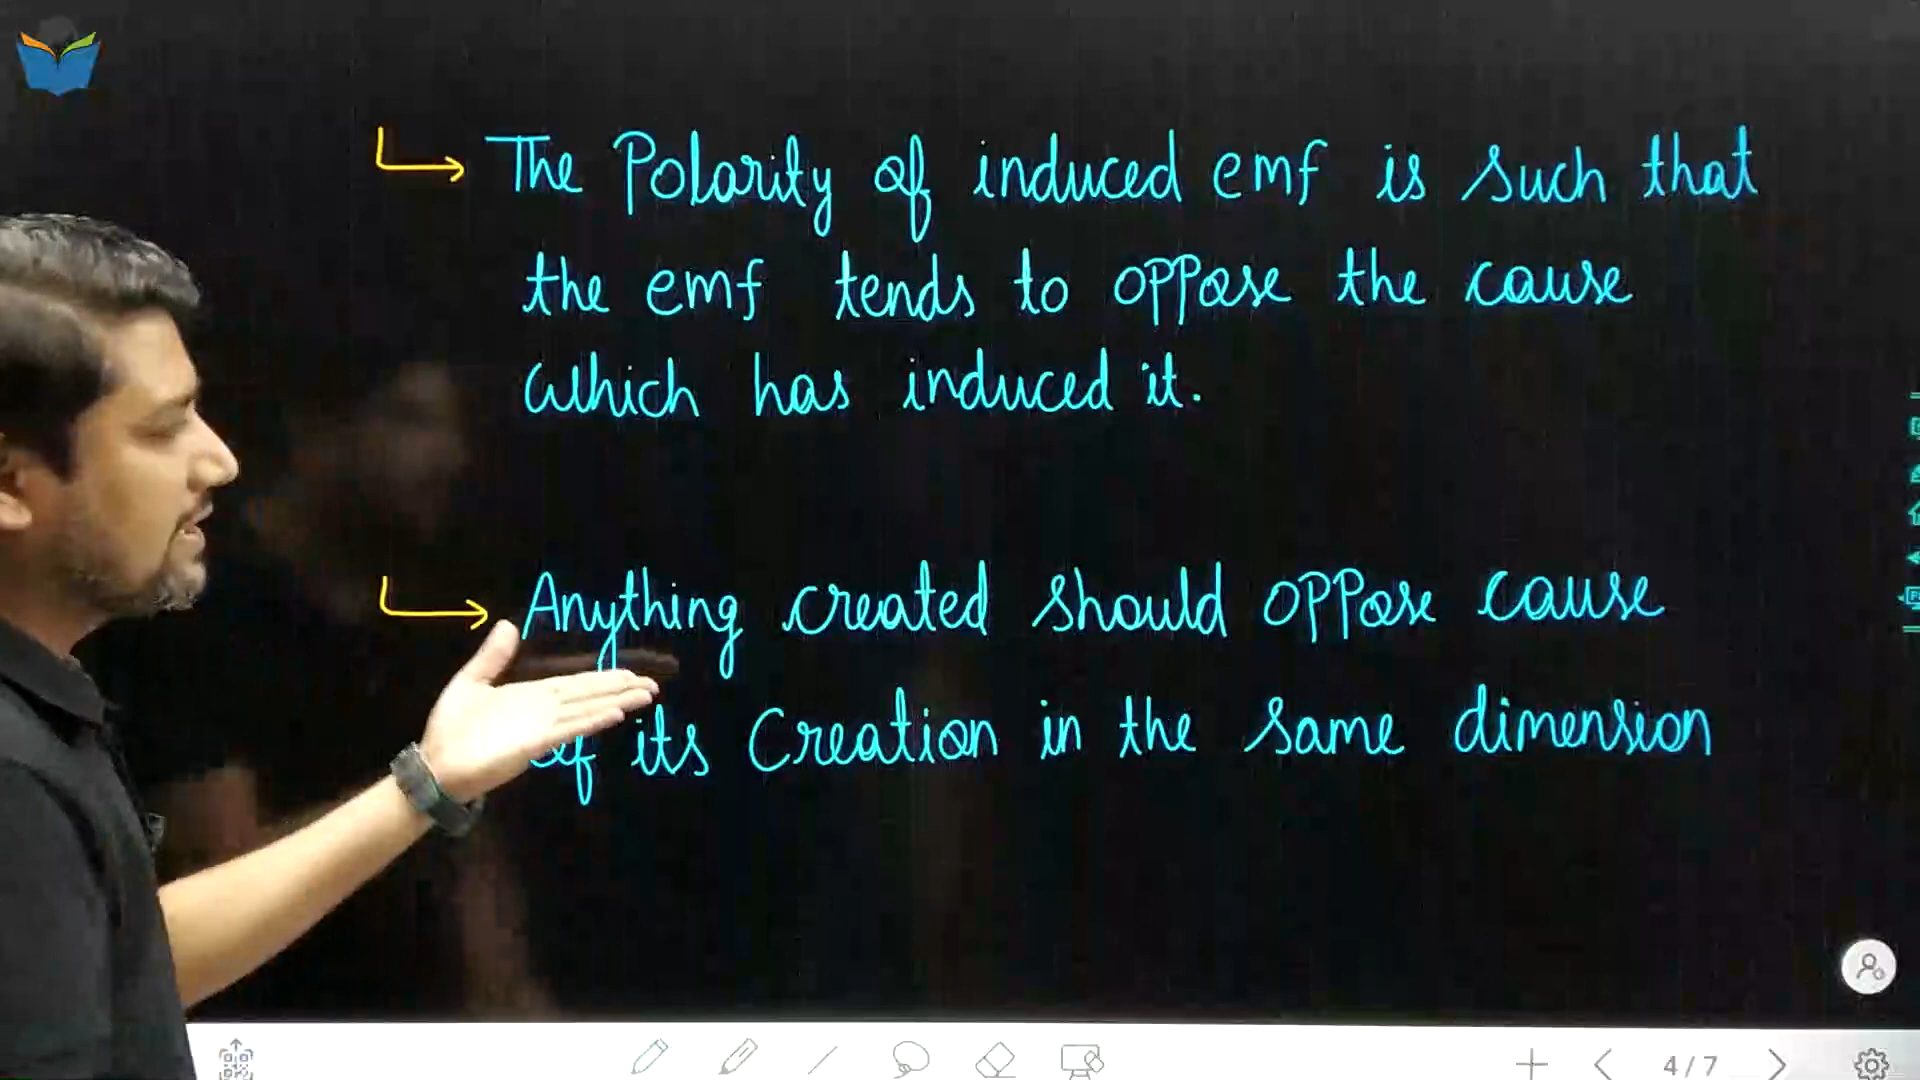 The Polarity of induced emf is such that
the emf tends to oppose the cause
which has induced it.
Anything created should oppose cause
of its Creation in the same dimension
4/7